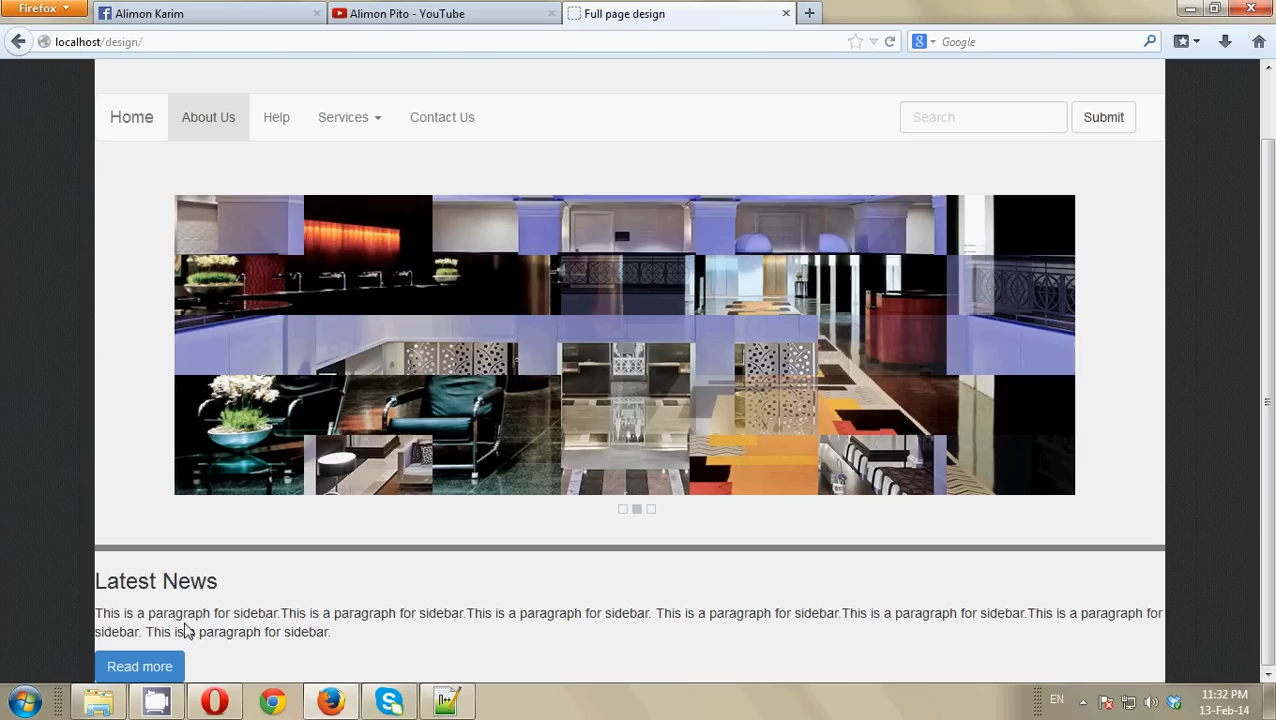 Firefox
Alimon Karim
Alimon Pito - YouTube
Full page design
localhost/design/
Google
Home
About Us
Help
Services
Contact Us
Search
Submit
Latest News
This is a paragraph for sidebar.This is a paragraph for sidebar.This is a paragraph for sidebar. This is a paragraph for sidebar.This is a paragraph for sidebar.This is a paragraph for
sidebar. This is a paragraph for sidebar.
Read more
EN
11:32 PM
13-Feb-14